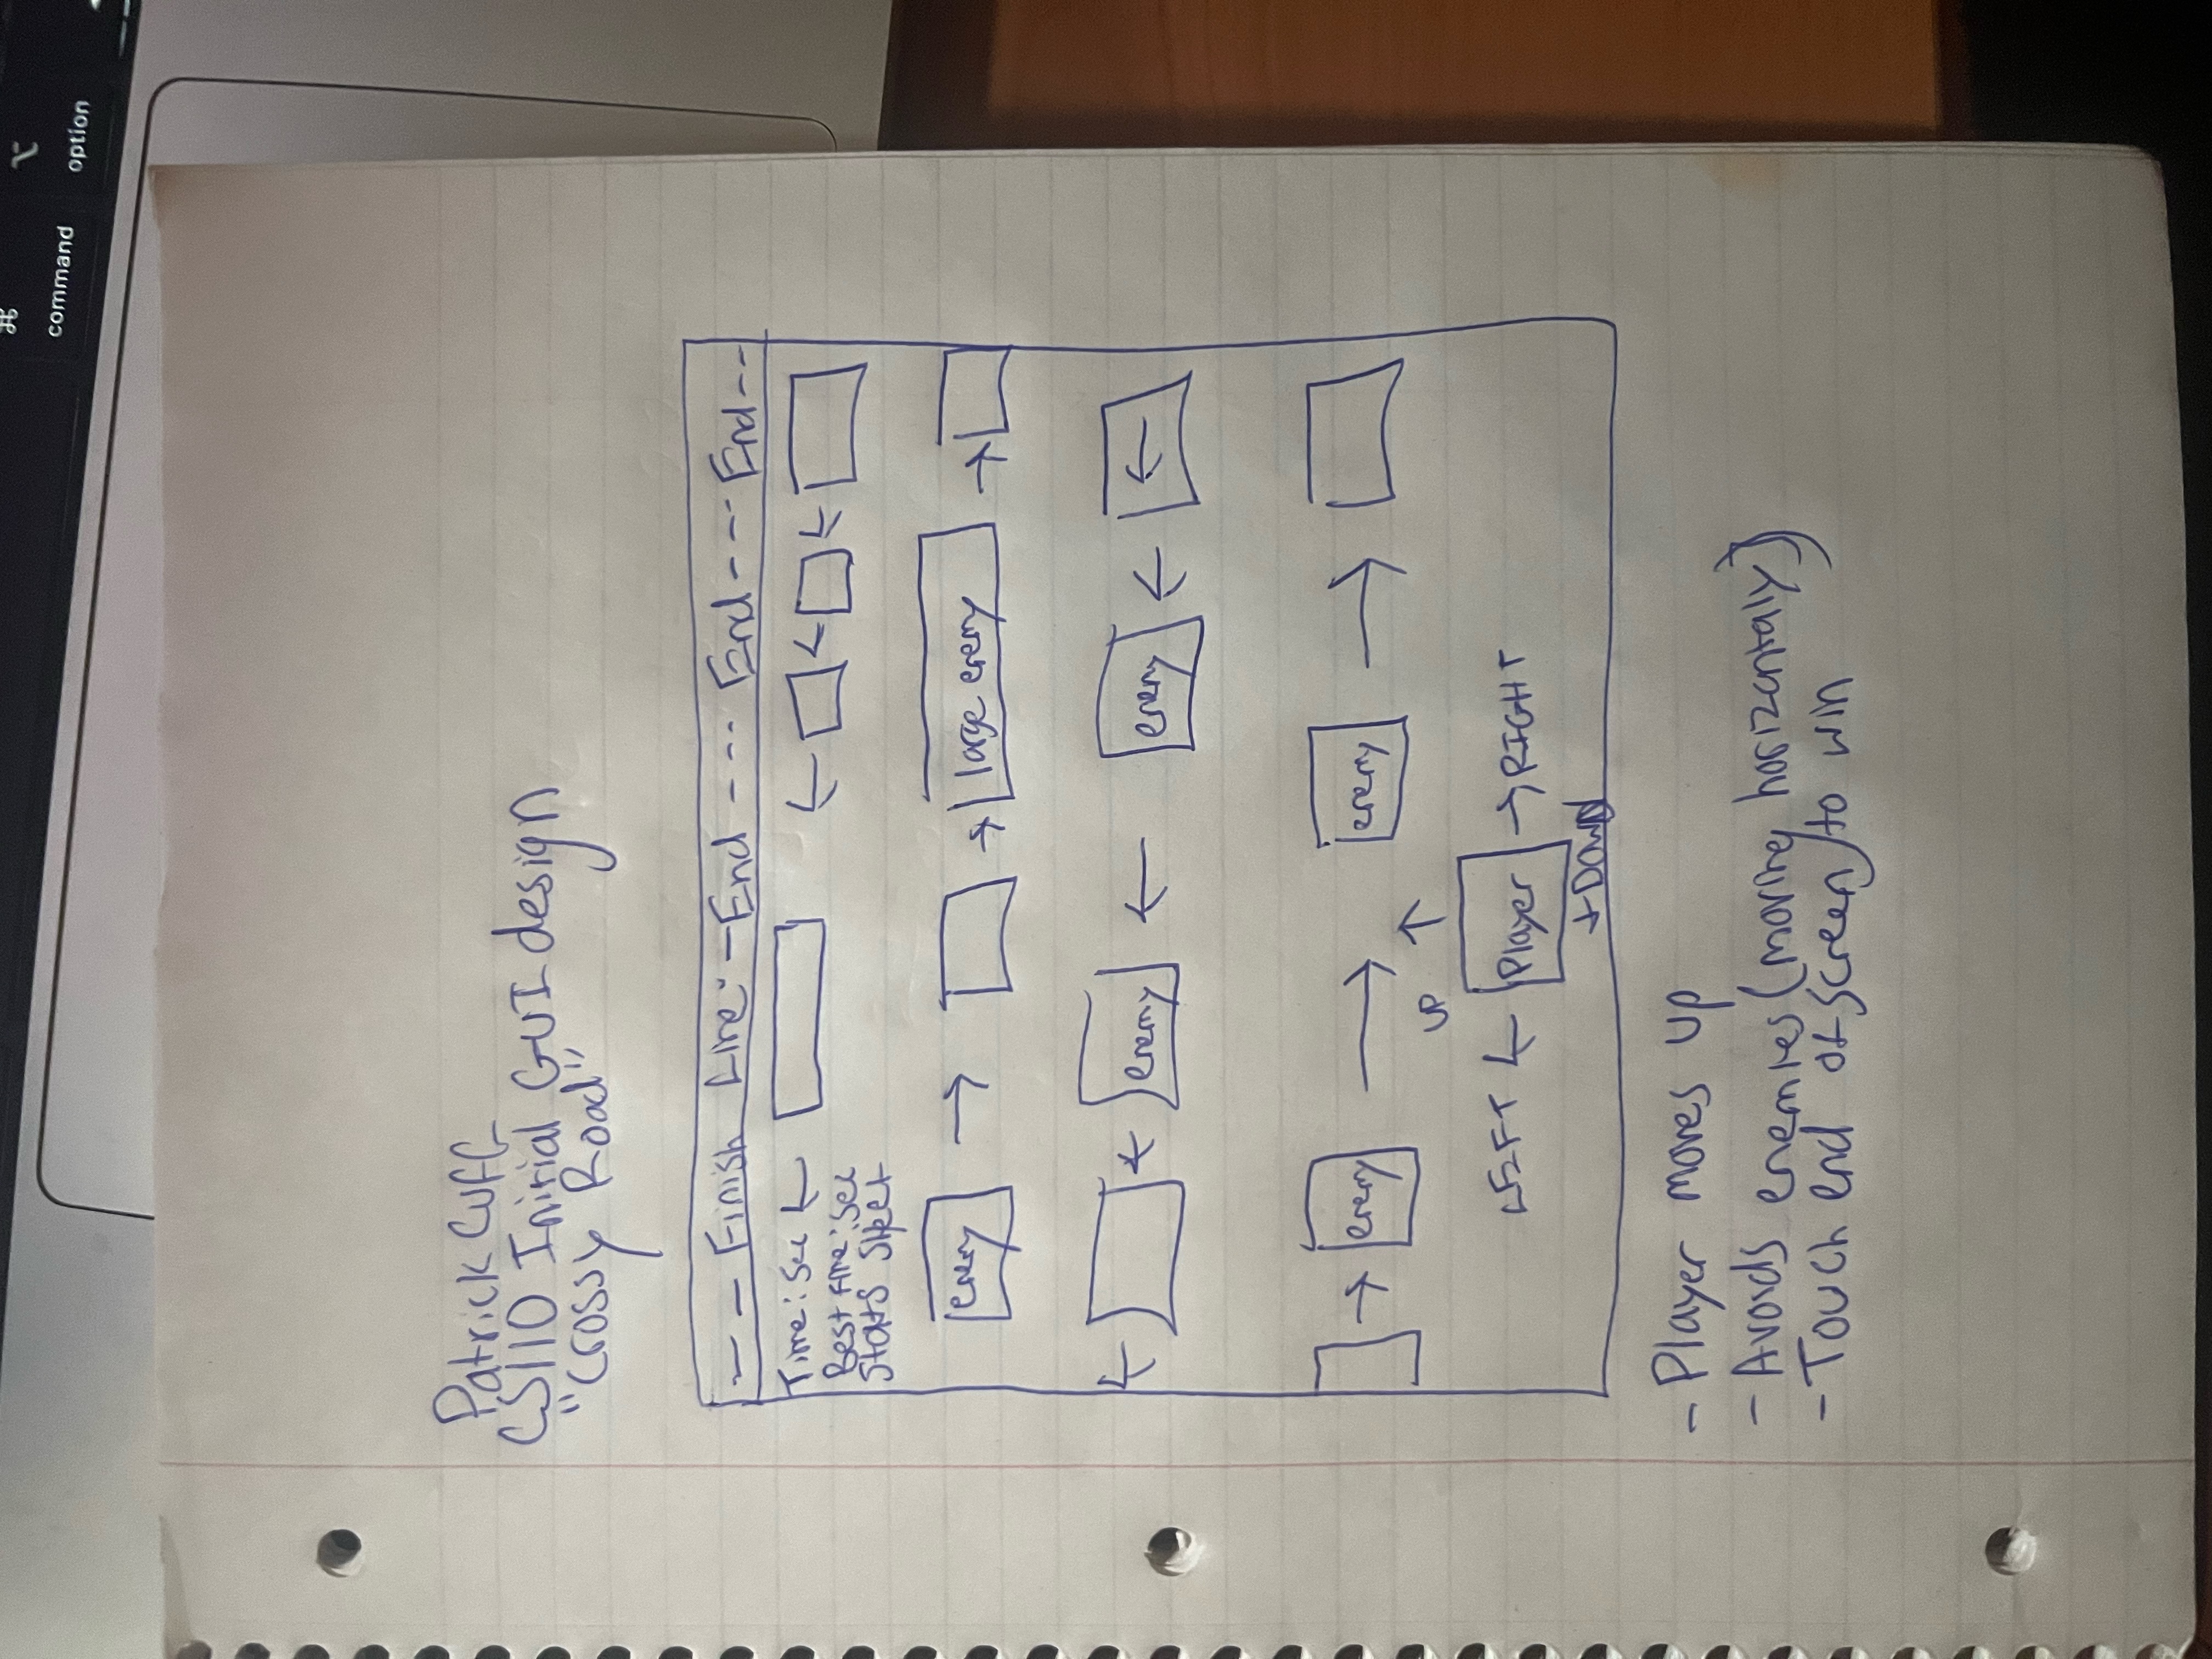 ⌘ ⌥
command option
Patrick Cuff
CS110 Inirial GUI design
"Crossy Road"
-- Finish Line -- End --- End --- End --
Time: Sec ←
Best time: Sec
Stats Sheet
← ← ←
enemy → → large enemy →
← ← enemy ← enemy ← ←
→ enemy → enemy →
UP ↑
LEFT ← Player → RIGHT
↓ Down
- Player moves up
- Avoids enemies (moving horizontaly)
- Touch end of screen to win